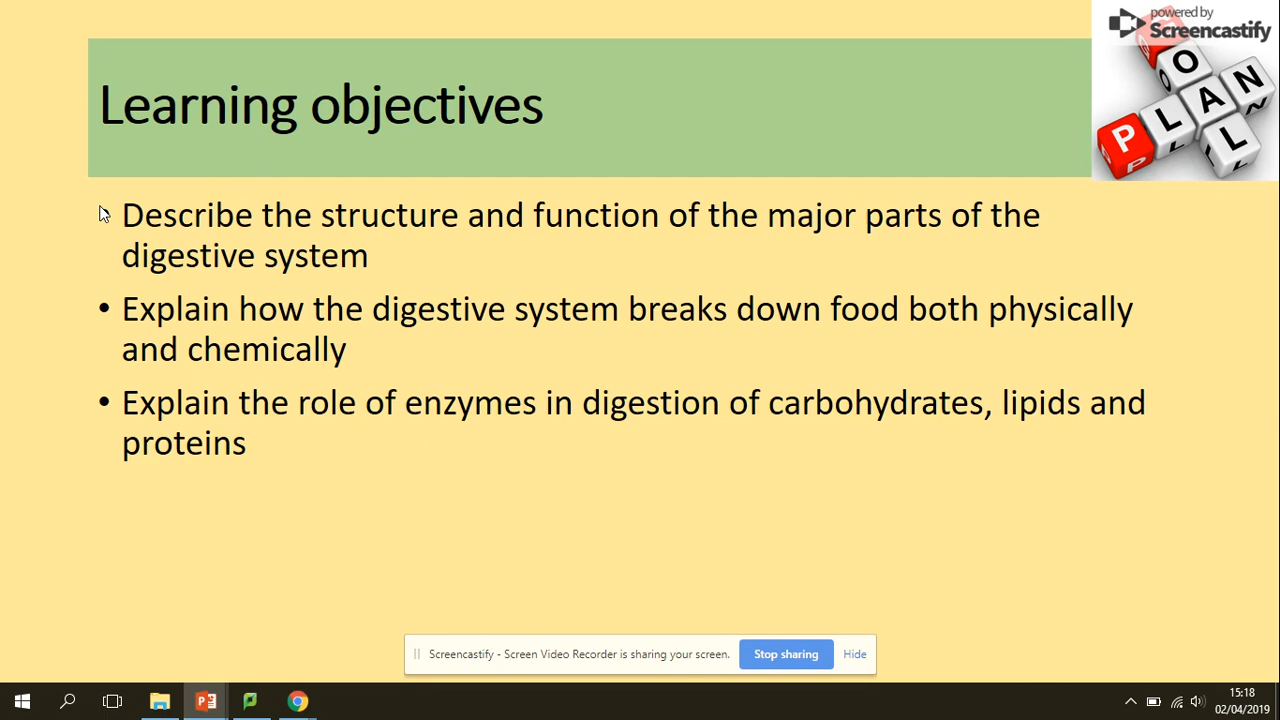 powered by
Screencastify
Learning objectives
GOAL
PLAN
• Describe the structure and function of the major parts of the
digestive system
• Explain how the digestive system breaks down food both physically
and chemically
• Explain the role of enzymes in digestion of carbohydrates, lipids and
proteins
Screencastify - Screen Video Recorder is sharing your screen. Stop sharing Hide
15:18
02/04/2019